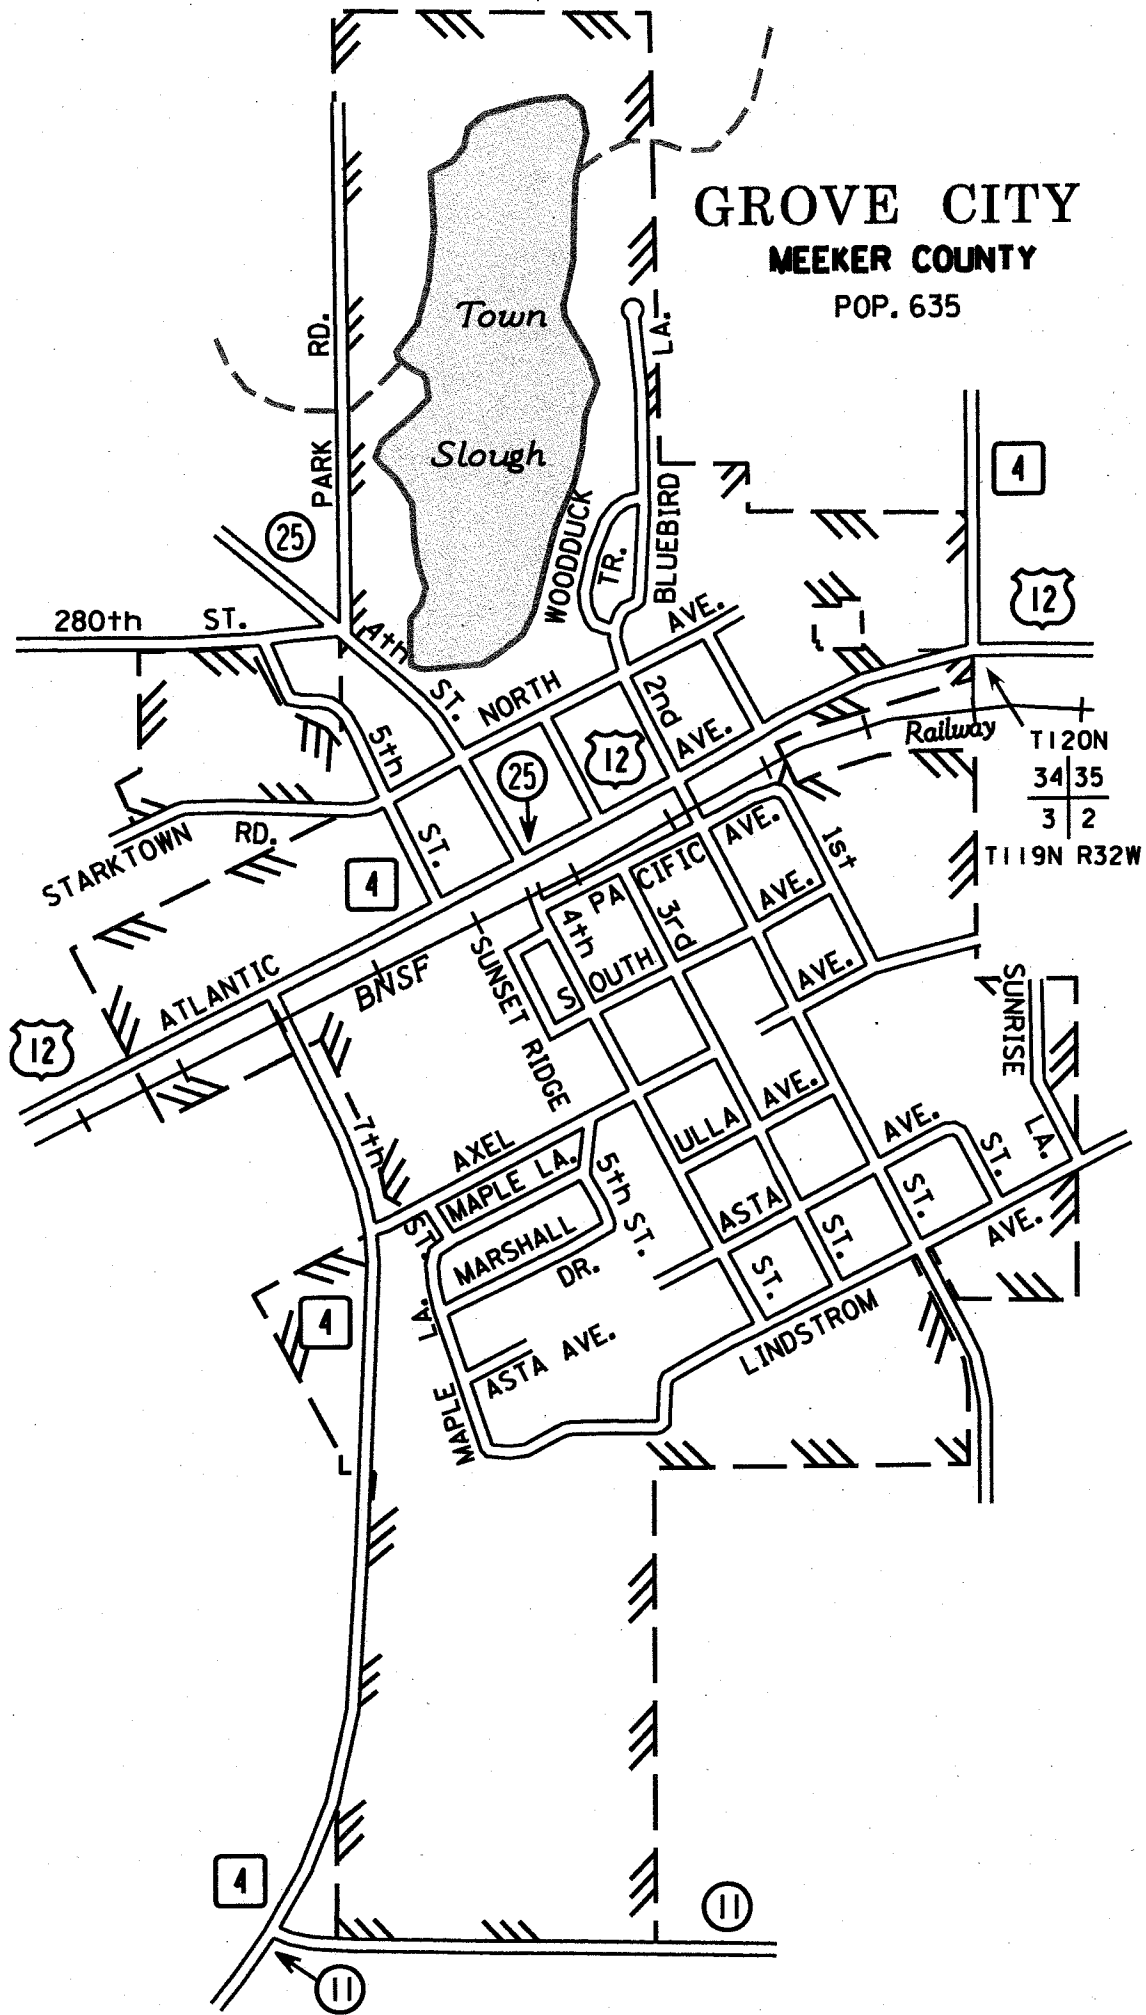 GROVE CITY
MEEKER COUNTY
POP. 635
Town
Slough
PARK RD.
WOODDUCK
TR.
BLUEBIRD LA.
4
25
12
280th ST.
4th ST.
NORTH AVE.
2nd
AVE.
12
25
5th
ST.
STARKTOWN RD.
4
Railway
T120N
34 35
3 2
T119N R32W
PACIFIC AVE.
1st
AVE.
4th
3rd
SOUTH
AVE.
ATLANTIC
BNSF
SUNSET RIDGE
12
SUNRISE LA.
7th
ST.
AXEL
AVE.
MAPLE LA.
5th ST.
ULLA
AVE.
ST.
MARSHALL
DR.
ASTA
ST.
ST.
ST.
AVE.
4
MAPLE LA.
ASTA AVE.
LINDSTROM
4
11
11